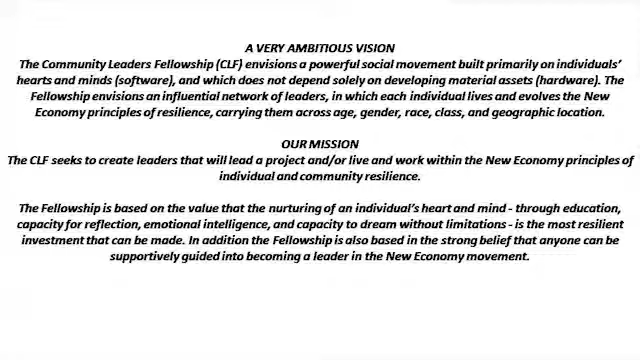 A VERY AMBITIOUS VISION
The Community Leaders Fellowship (CLF) envisions a powerful social movement built primarily on individuals'
hearts and minds (software), and which does not depend solely on developing material assets (hardware). The
Fellowship envisions an influential network of leaders, in which each individual lives and evolves the New
Economy principles of resilience, carrying them across age, gender, race, class, and geographic location.
OUR MISSION
The CLF seeks to create leaders that will lead a project and/or live and work within the New Economy principles of
individual and community resilience.
The Fellowship is based on the value that the nurturing of an individual's heart and mind - through education,
capacity for reflection, emotional intelligence, and capacity to dream without limitations - is the most resilient
investment that can be made. In addition the Fellowship is also based in the strong belief that anyone can be
supportively guided into becoming a leader in the New Economy movement.